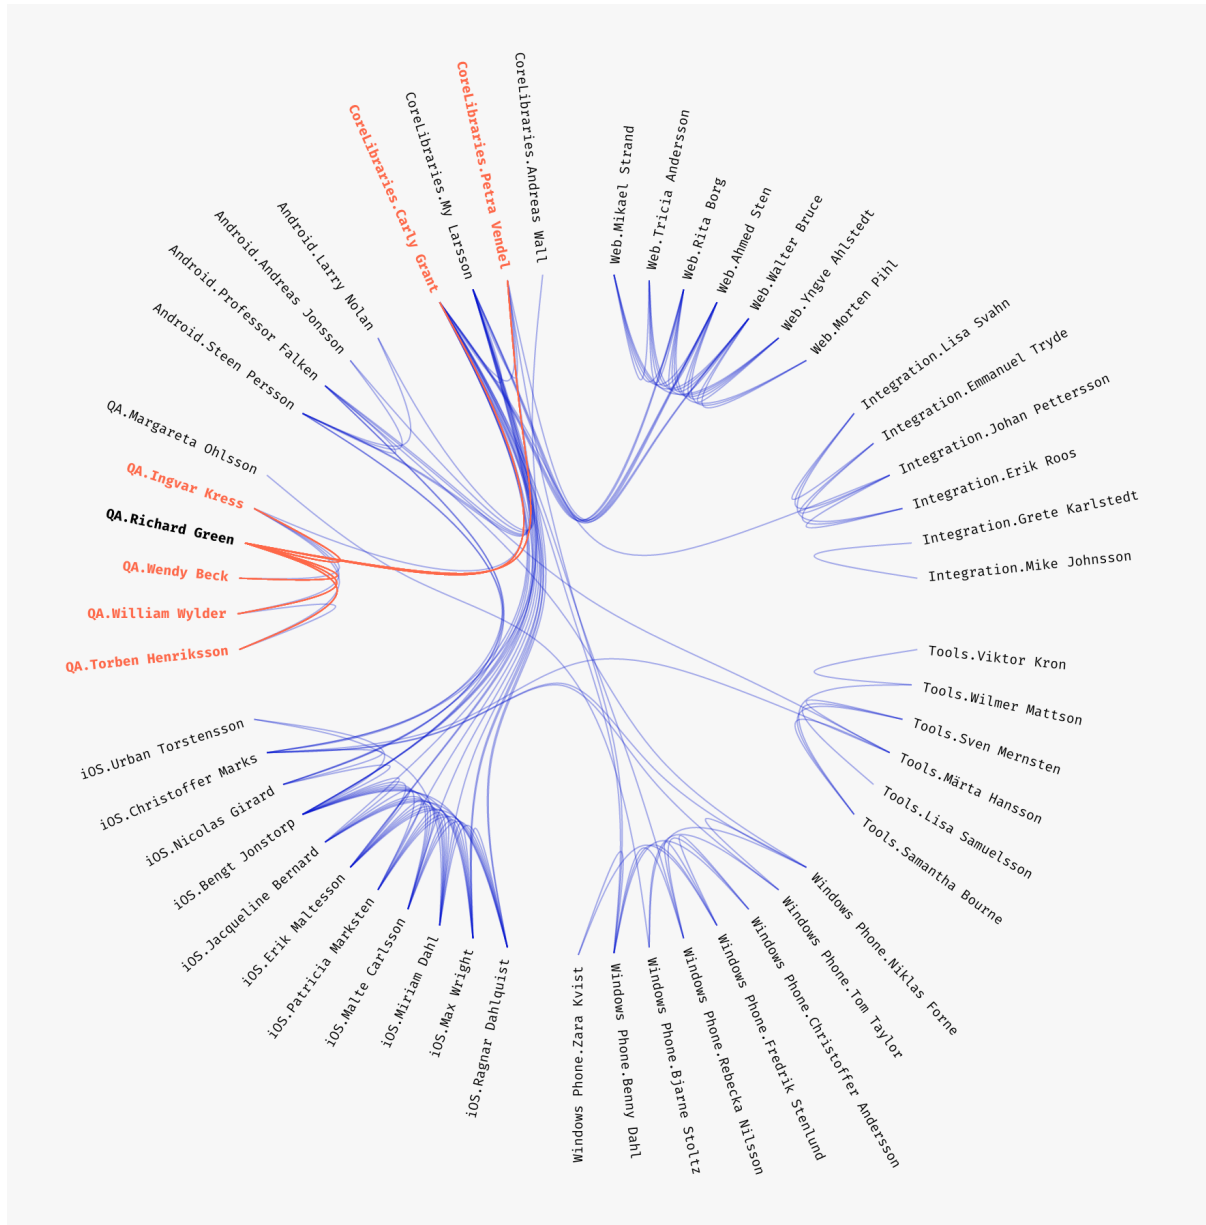 CoreLibraries.Andreas Wall
CoreLibraries.Petra Vendel
CoreLibraries.My Larsson
CoreLibraries.Carly Grant
Android.Larry Nolan
Android.Andreas Jonsson
Android.Professor Falken
Android.Steen Persson
QA.Margareta Ohlsson
QA.Ingvar Kress
QA.Richard Green
QA.Wendy Beck
QA.William Wylder
QA.Torben Henriksson
iOS.Urban Torstensson
iOS.Christoffer Marks
iOS.Nicolas Girard
iOS.Bengt Jonstorp
iOS.Jacqueline Bernard
iOS.Erik Maltesson
iOS.Patricia Marksten
iOS.Malte Carlsson
iOS.Miriam Dahl
iOS.Max Wright
iOS.Ragnar Dahlquist
Windows Phone.Zara Kvist
Windows Phone.Benny Dahl
Windows Phone.Bjarne Stoltz
Windows Phone.Rebecka Nilsson
Windows Phone.Fredrik Stenlund
Windows Phone.Christoffer Andersson
Windows Phone.Tom Taylor
Windows Phone.Niklas Forne
Tools.Samantha Bourne
Tools.Lisa Samuelsson
Tools.Märta Hansson
Tools.Sven Mernsten
Tools.Wilmer Mattson
Tools.Viktor Kron
Integration.Mike Johnsson
Integration.Grete Karlstedt
Integration.Erik Roos
Integration.Johan Pettersson
Integration.Emmanuel Tryde
Integration.Lisa Svahn
Web.Morten Pihl
Web.Yngve Ahlstedt
Web.Walter Bruce
Web.Ahmed Sten
Web.Rita Borg
Web.Tricia Andersson
Web.Mikael Strand